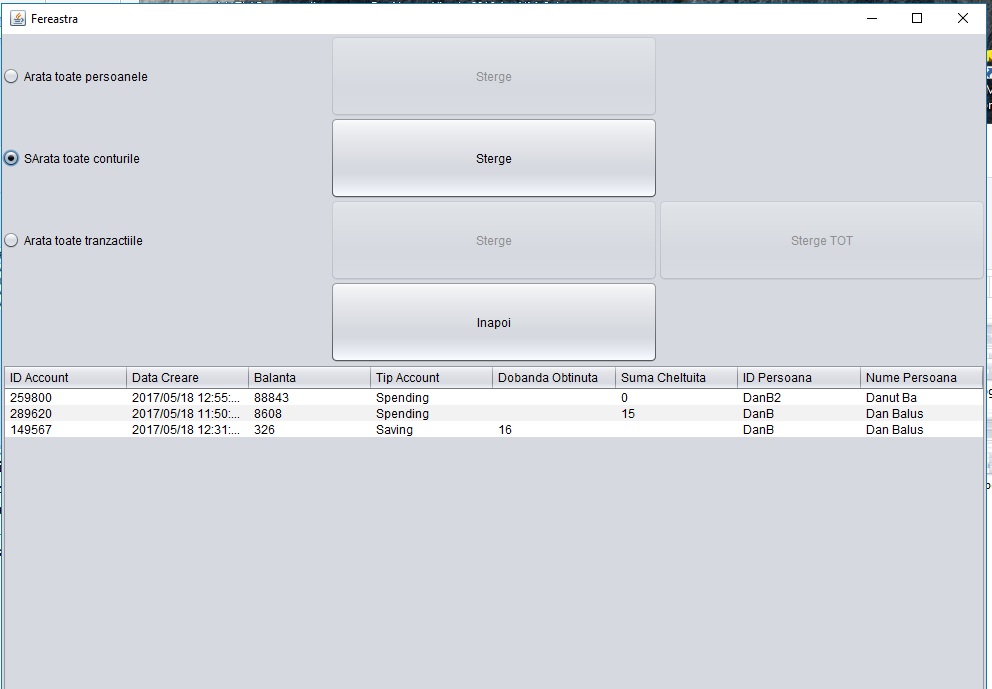 Fereastra
Arata toate persoanele Sterge
SArata toate conturile Sterge
Arata toate tranzactiile Sterge Sterge TOT
Inapoi
ID Account Data Creare Balanta Tip Account Dobanda Obtinuta Suma Cheltuita ID Persoana Nume Persoana
259800 2017/05/18 12:55:... 88843 Spending 0 DanB2 Danut Ba
289620 2017/05/18 11:50:... 8608 Spending 15 DanB Dan Balus
149567 2017/05/18 12:31:... 326 Saving 16 DanB Dan Balus